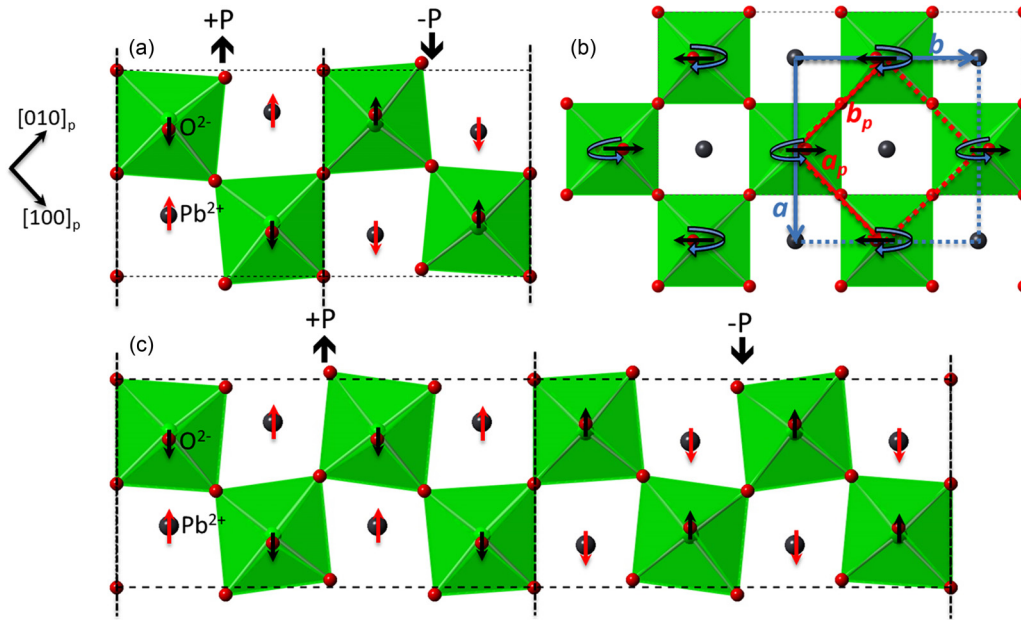 (a)
+P
-P
[010]p
[100]p
O2-
Pb2+
(b)
b
bp
ap
a
(c)
+P
-P
O2-
Pb2+